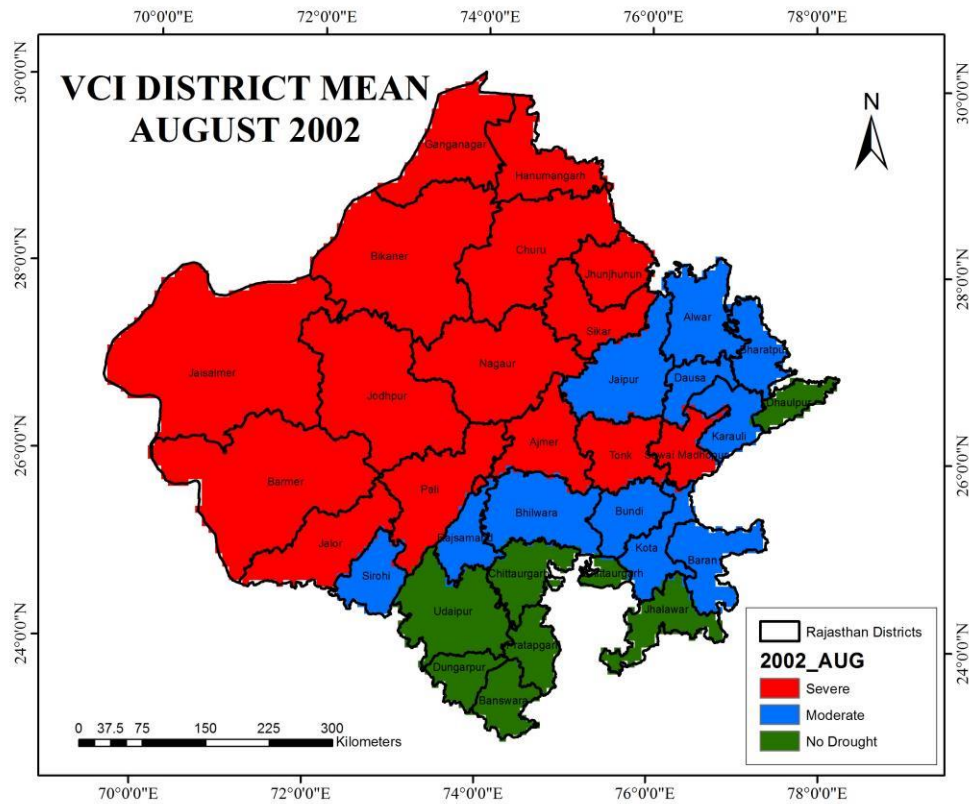 70°0'0"E 72°0'0"E 74°0'0"E 76°0'0"E 78°0'0"E
VCI DISTRICT MEAN
AUGUST 2002
N
30°0'0"N
30°0'0"N
Ganganagar
Hanumangarh
28°0'0"N
28°0'0"N
Bikaner
Churu
Jhunjhunun
Sikar
Alwar
Bharatpur
Jaisalmer
Nagaur
Jaipur
Dausa
Jodhpur
Dhaulpur
Karauli
26°0'0"N
26°0'0"N
Ajmer
Tonk
Sawai Madhopur
Barmer
Pali
Bhilwara
Bundi
Jalor
Rajsamand
Kota
Baran
Sirohi
Chittaurgarh
Chittaurgarh
Udaipur
Jhalawar
24°0'0"N
24°0'0"N
Pratapgarh
Dungarpur
Banswara
Rajasthan Districts
2002_AUG
Severe
Moderate
No Drought
0 37.5 75 150 225 300
Kilometers
70°0'0"E 72°0'0"E 74°0'0"E 76°0'0"E 78°0'0"E